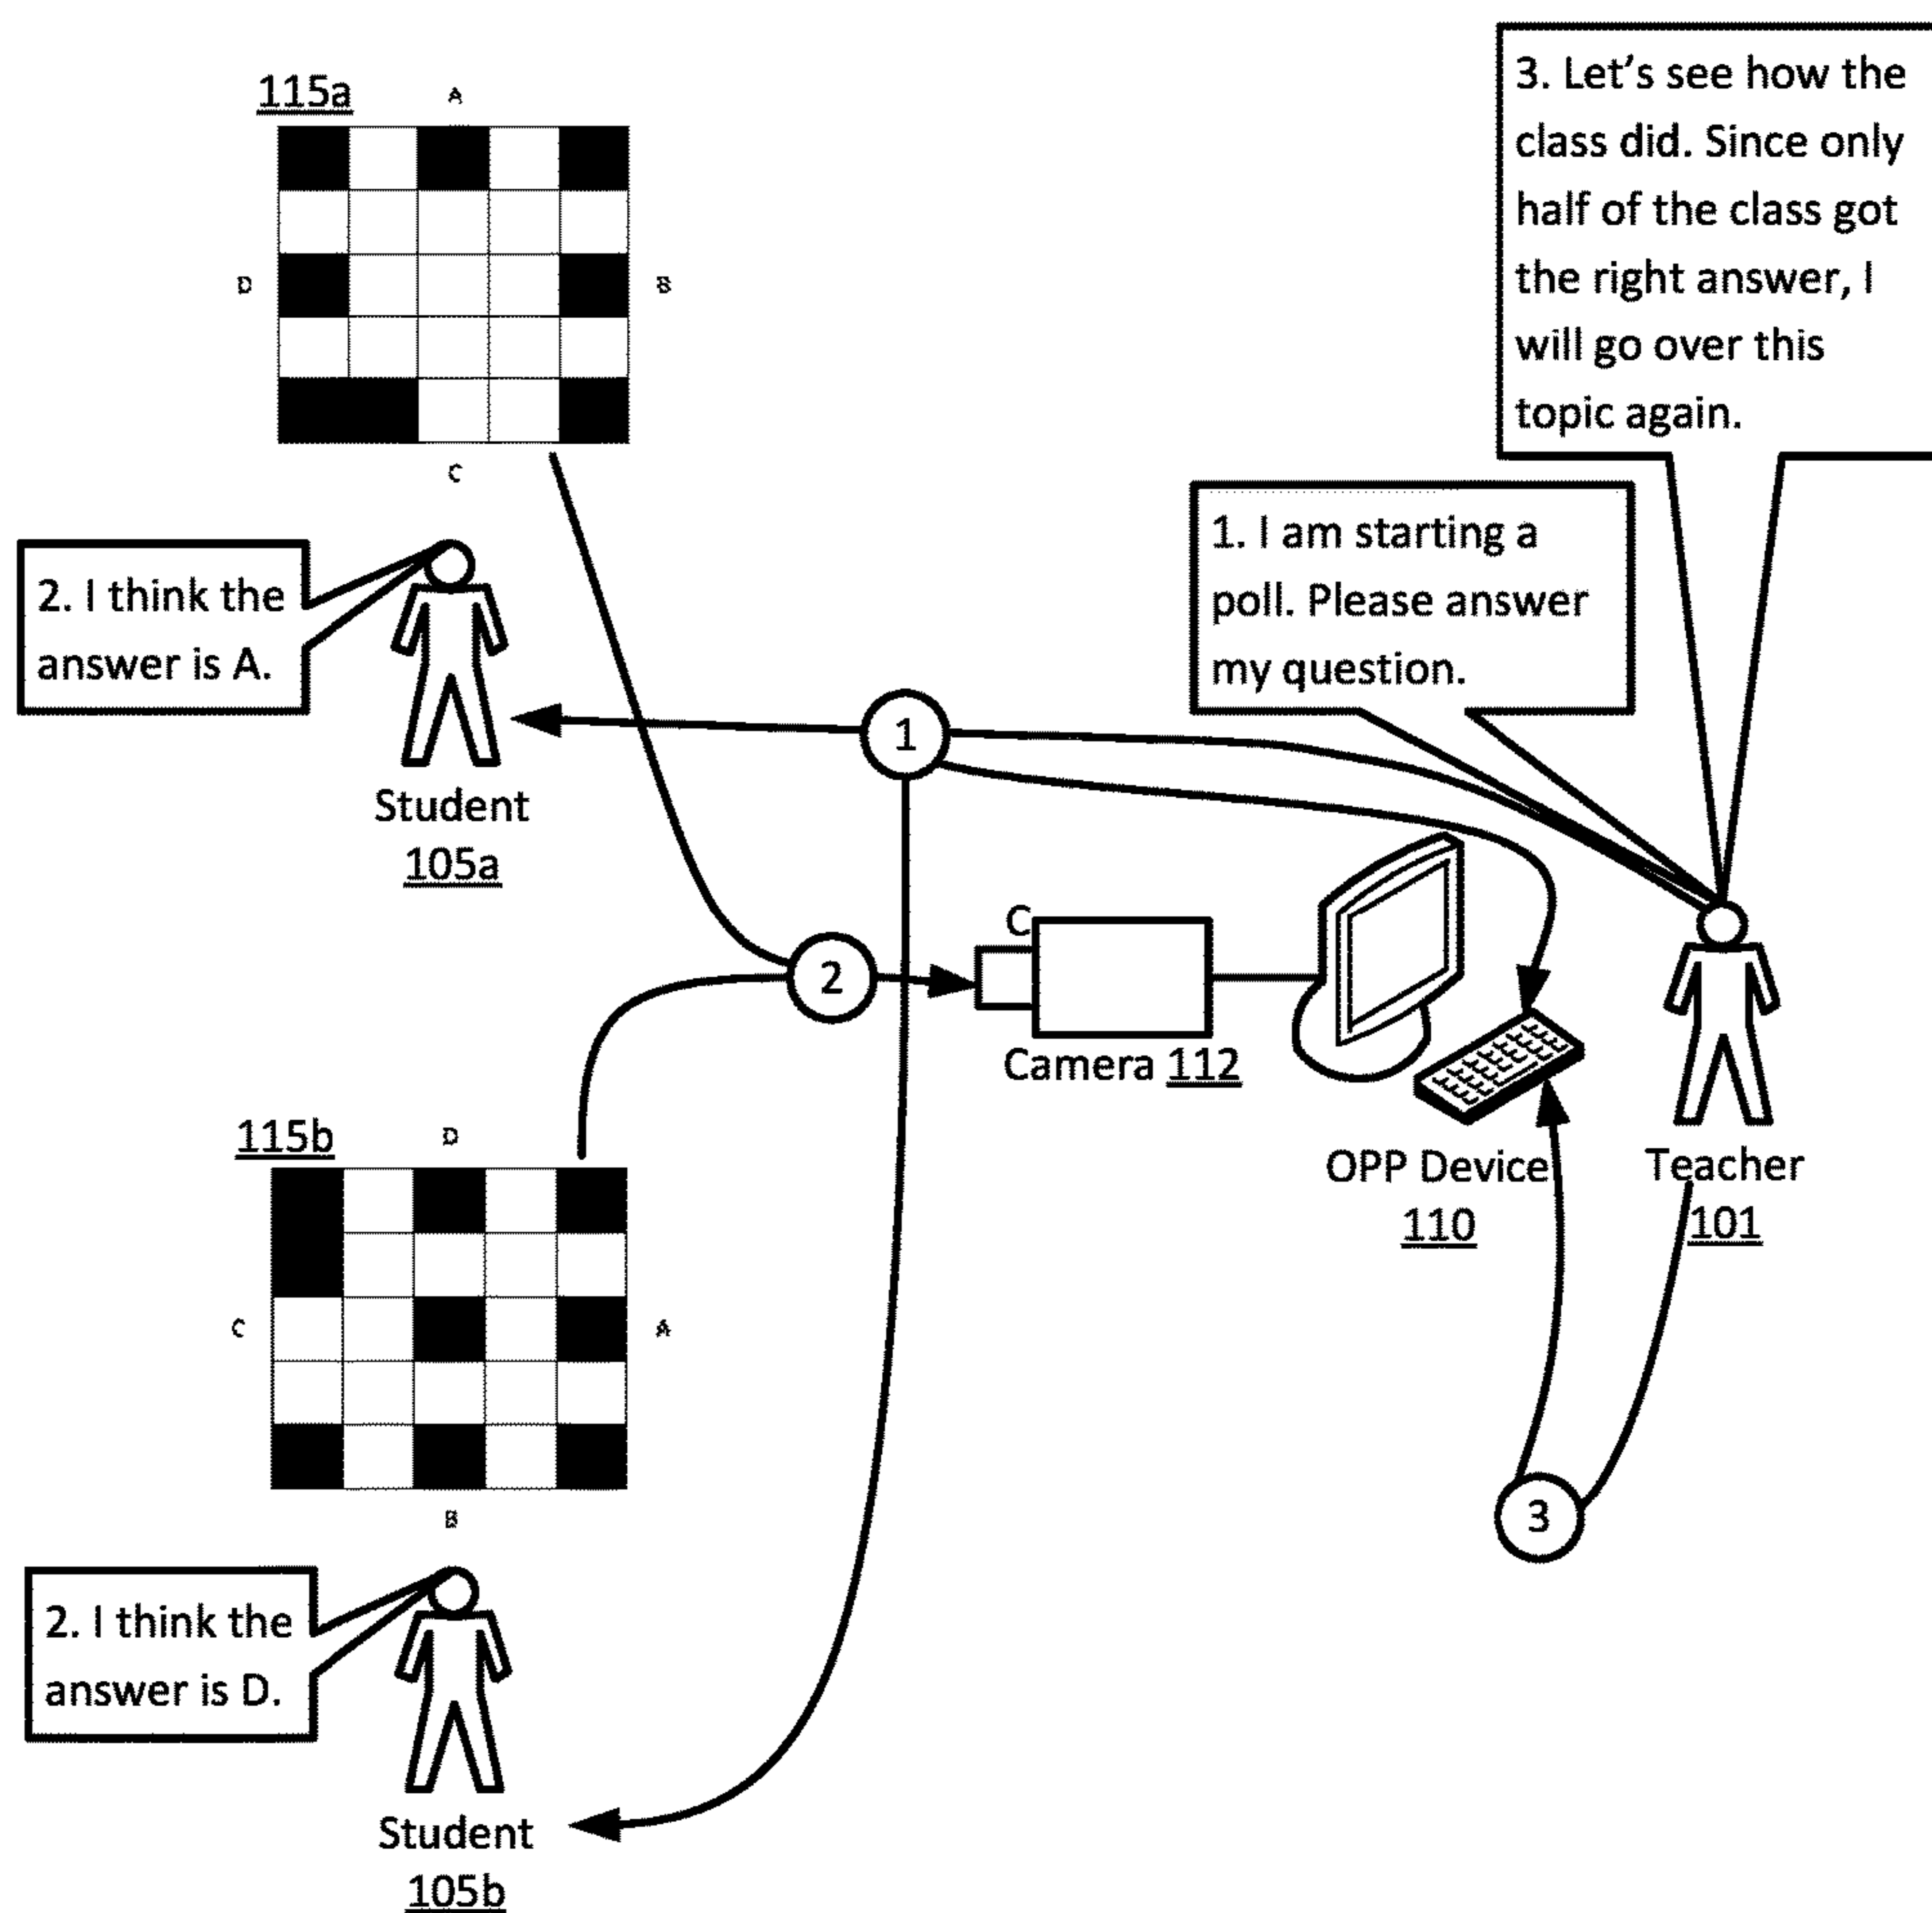 115a
A
D
B
C
2. I think the
answer is A.
Student
105a
3. Let's see how the
class did. Since only
half of the class got
the right answer, I
will go over this
topic again.
1. I am starting a
poll. Please answer
my question.
1
2
C
Camera 112
OPP Device
110
Teacher
101
3
115b
D
C
A
B
2. I think the
answer is D.
Student
105b